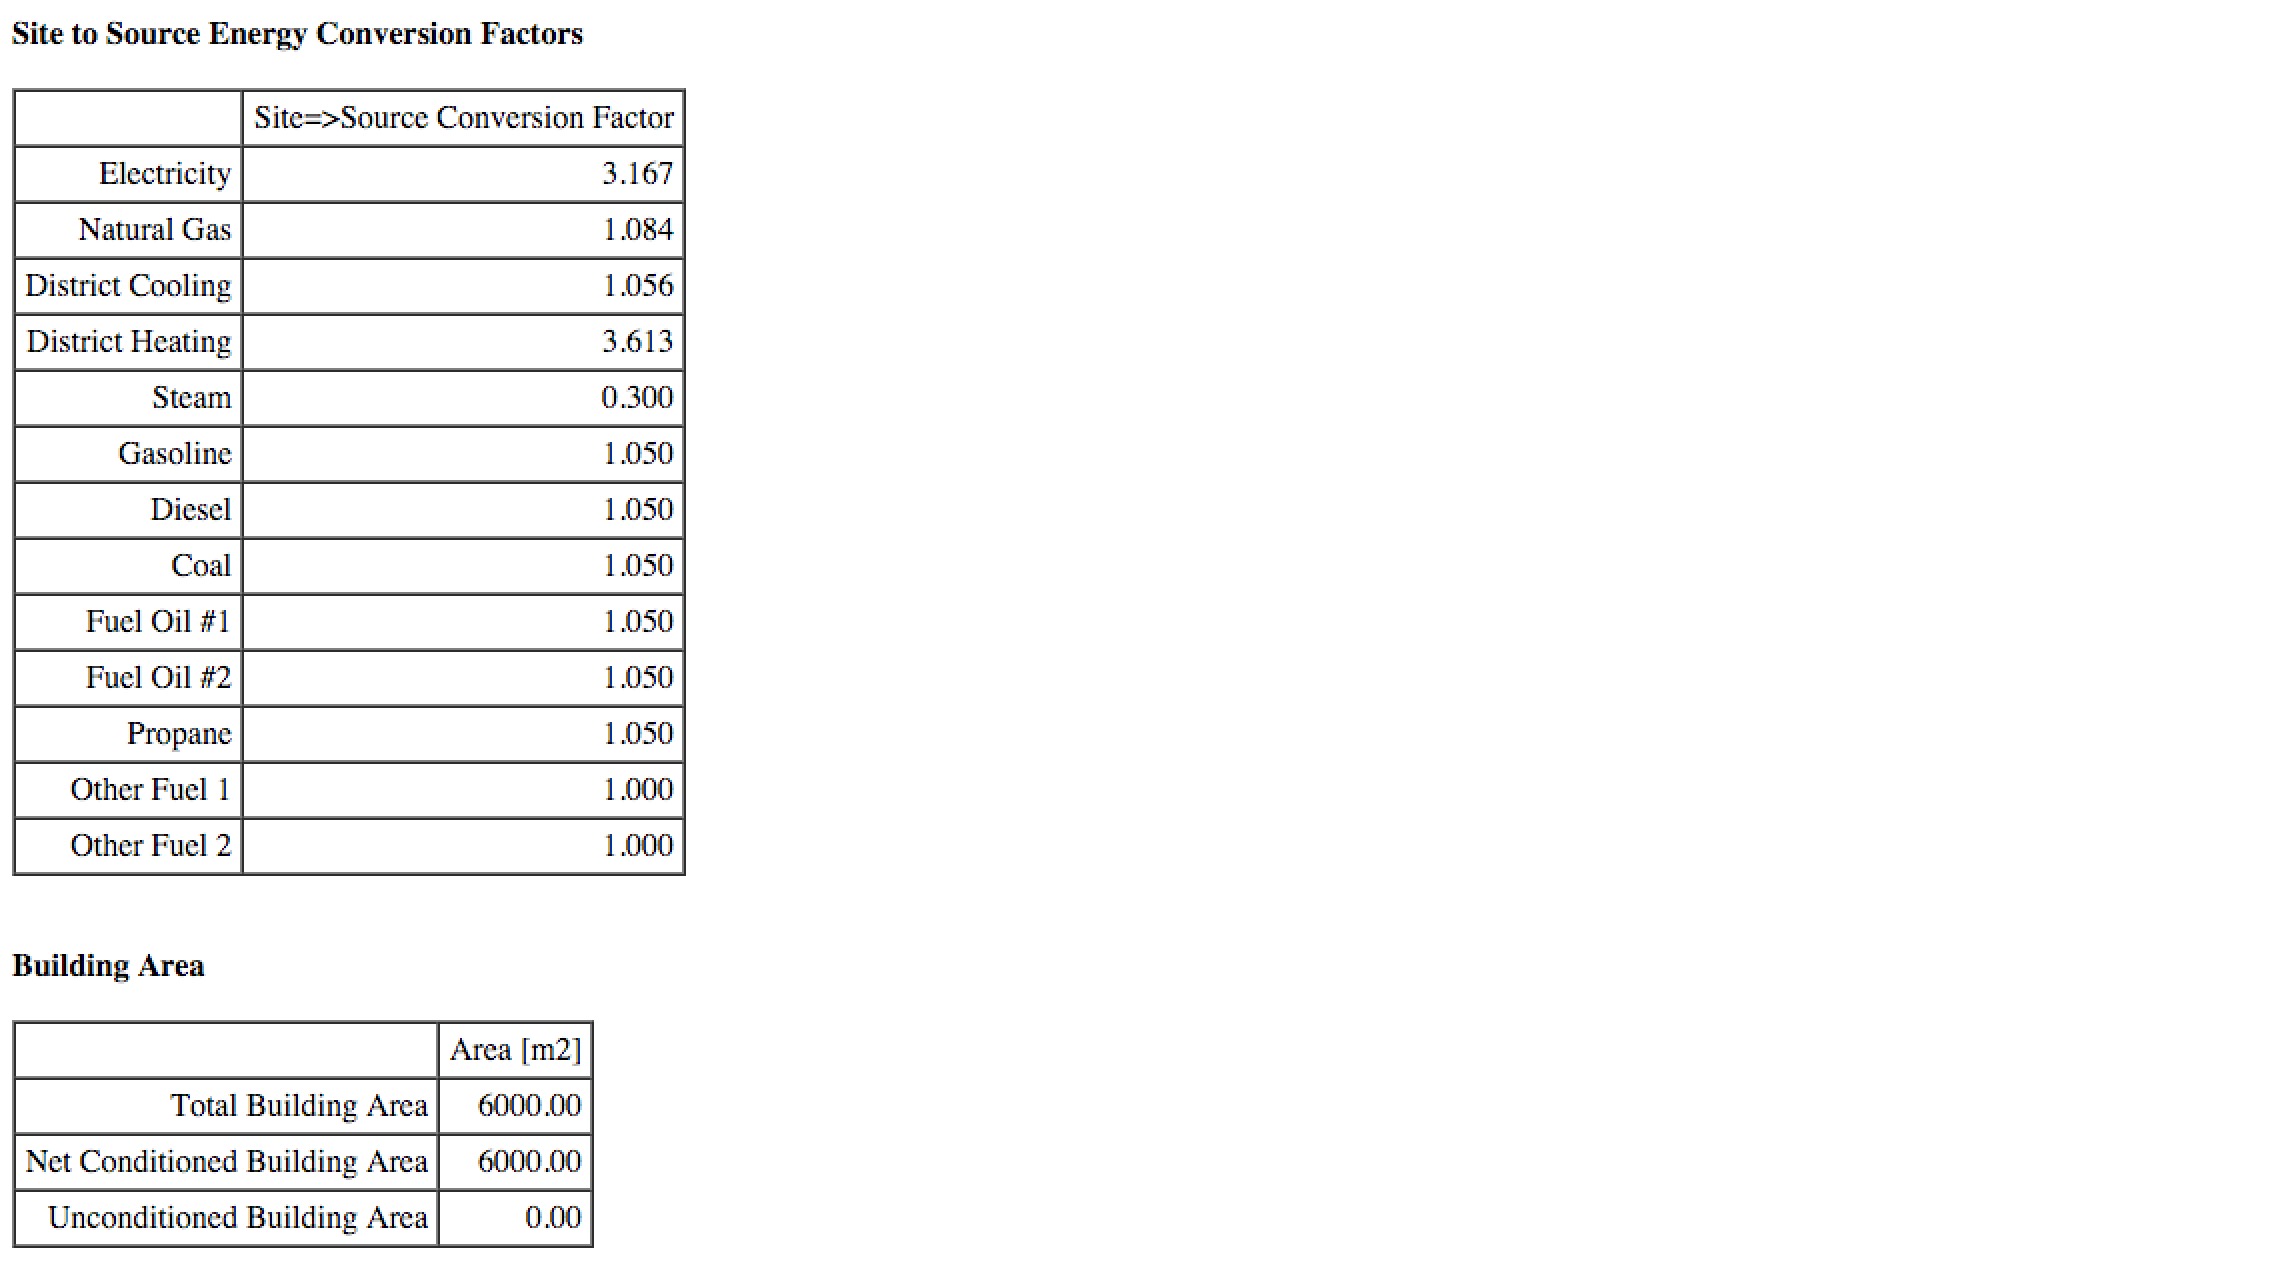 Site to Source Energy Conversion Factors
Site=>Source Conversion Factor
Electricity 3.167
Natural Gas 1.084
District Cooling 1.056
District Heating 3.613
Steam 0.300
Gasoline 1.050
Diesel 1.050
Coal 1.050
Fuel Oil #1 1.050
Fuel Oil #2 1.050
Propane 1.050
Other Fuel 1 1.000
Other Fuel 2 1.000
Building Area
Area [m2]
Total Building Area 6000.00
Net Conditioned Building Area 6000.00
Unconditioned Building Area 0.00